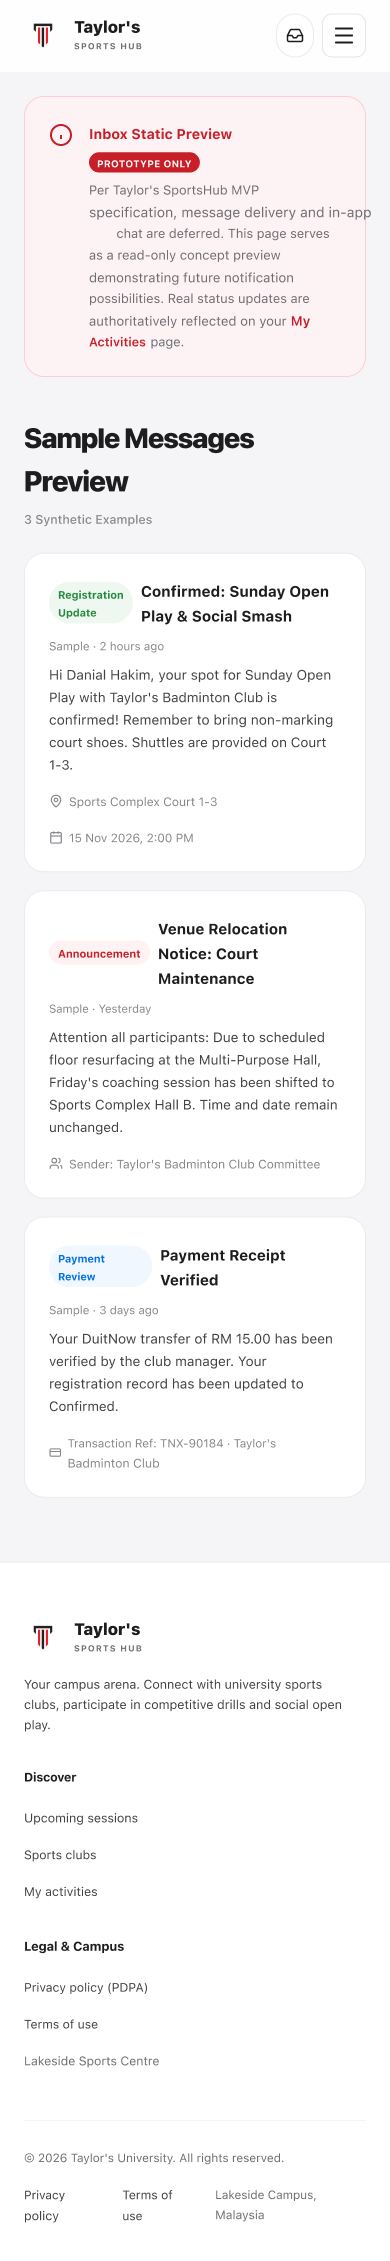 Taylor's
SPORTS HUB
Inbox Static Preview
PROTOTYPE ONLY
Per Taylor's SportsHub MVP
specification, message delivery and in-app
chat are deferred. This page serves
as a read-only concept preview
demonstrating future notification
possibilities. Real status updates are
authoritatively reflected on your My
Activities page.
Sample Messages
Preview
3 Synthetic Examples
Registration
Update
Confirmed: Sunday Open
Play & Social Smash
Sample · 2 hours ago
Hi Danial Hakim, your spot for Sunday Open
Play with Taylor's Badminton Club is
confirmed! Remember to bring non-marking
court shoes. Shuttles are provided on Court
1-3.
Sports Complex Court 1-3
15 Nov 2026, 2:00 PM
Announcement
Venue Relocation
Notice: Court
Maintenance
Sample · Yesterday
Attention all participants: Due to scheduled
floor resurfacing at the Multi-Purpose Hall,
Friday's coaching session has been shifted to
Sports Complex Hall B. Time and date remain
unchanged.
Sender: Taylor's Badminton Club Committee
Payment
Review
Payment Receipt
Verified
Sample · 3 days ago
Your DuitNow transfer of RM 15.00 has been
verified by the club manager. Your
registration record has been updated to
Confirmed.
Transaction Ref: TNX-90184 · Taylor's
Badminton Club
Taylor's
SPORTS HUB
Your campus arena. Connect with university sports
clubs, participate in competitive drills and social open
play.
Discover
Upcoming sessions
Sports clubs
My activities
Legal & Campus
Privacy policy (PDPA)
Terms of use
Lakeside Sports Centre
© 2026 Taylor's University. All rights reserved.
Privacy
policy
Terms of
use
Lakeside Campus,
Malaysia